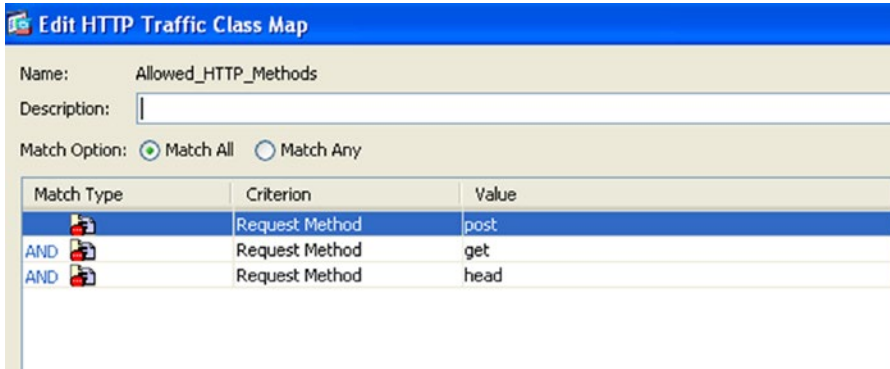 Edit HTTP Traffic Class Map
Name: Allowed_HTTP_Methods
Description:
Match Option: Match All Match Any
Match Type Criterion Value
Request Method post
AND Request Method get
AND Request Method head